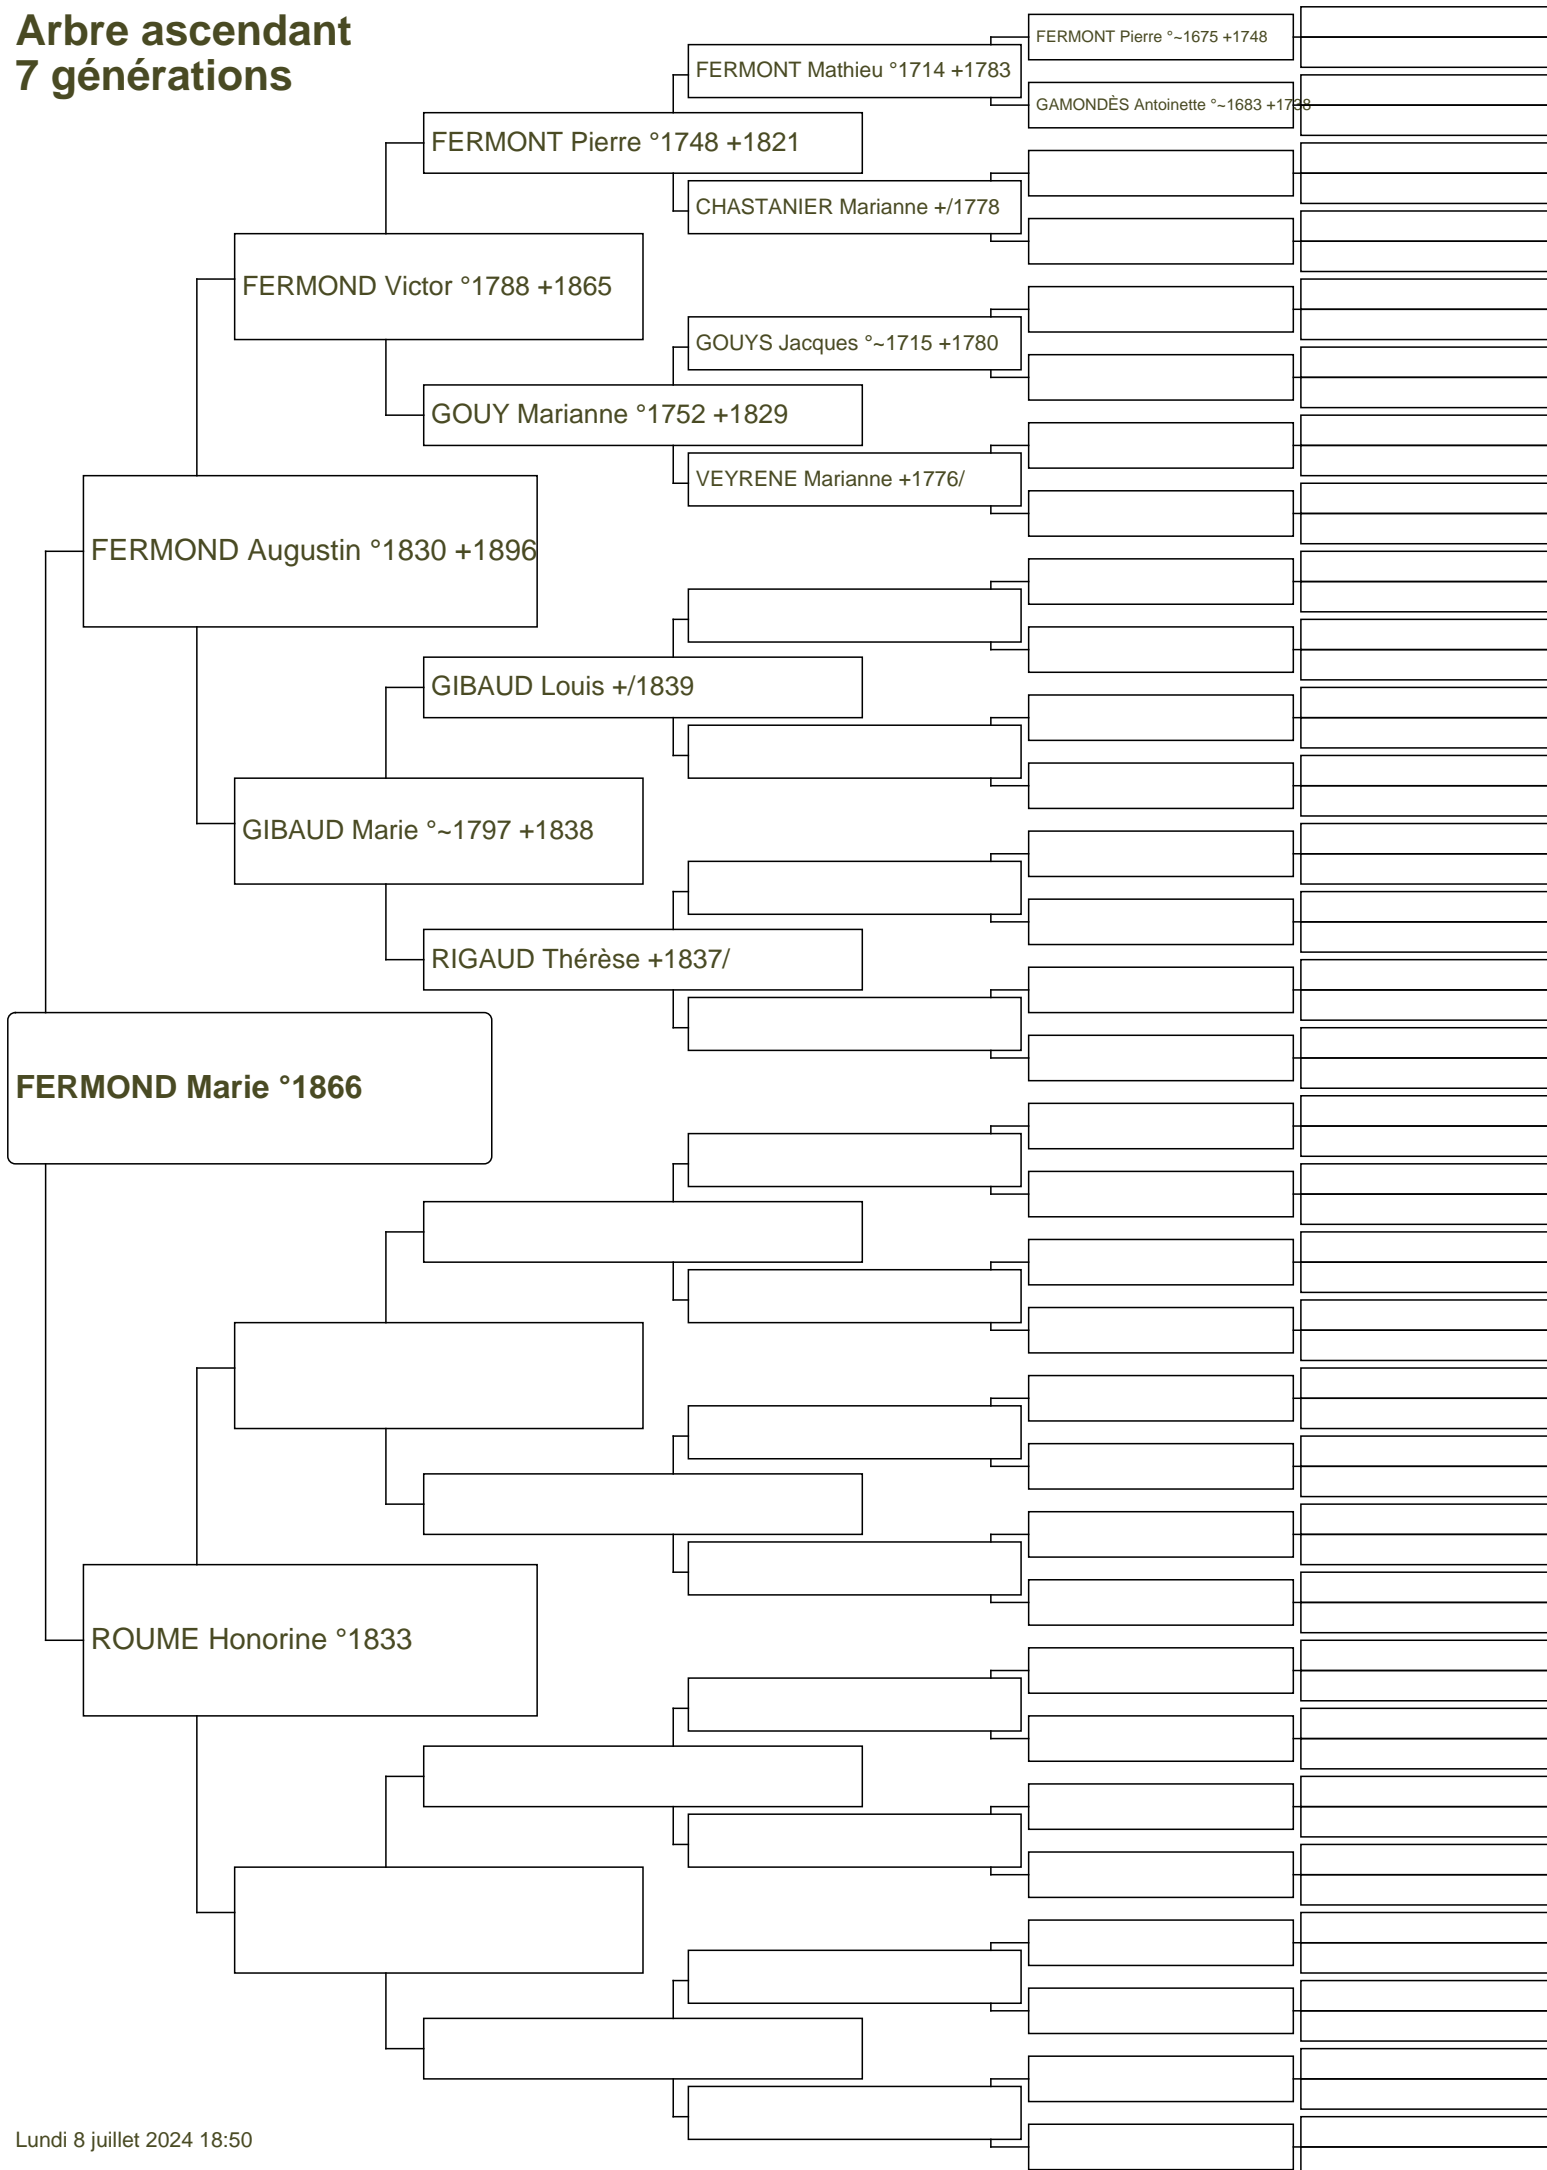 Arbre ascendant
7 générations
FERMONT Pierre °~1675 +1748
FERMONT Mathieu °1714 +1783
GAMONDÈS Antoinette °~1683 +1738
FERMONT Pierre °1748 +1821
CHASTANIER Marianne +/1778
FERMOND Victor °1788 +1865
GOUYS Jacques °~1715 +1780
GOUY Marianne °1752 +1829
VEYRENE Marianne +1776/
FERMOND Augustin °1830 +1896
GIBAUD Louis +/1839
GIBAUD Marie °~1797 +1838
RIGAUD Thérèse +1837/
FERMOND Marie °1866
ROUME Honorine °1833
Lundi 8 juillet 2024 18:50